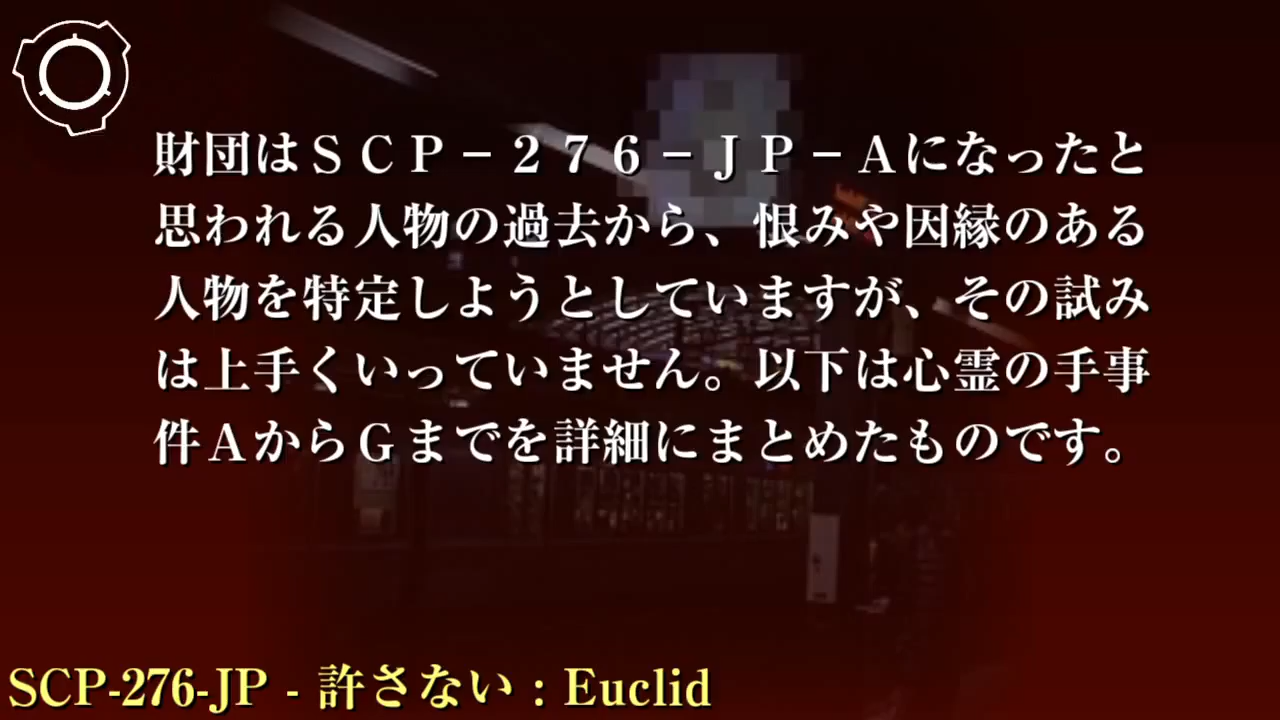 財団はＳＣＰ－２７６－ＪＰ－Ａになったと
思われる人物の過去から、恨みや因縁のある
人物を特定しようとしていますが、その試み
は上手くいっていません。以下は心霊の手事
件ＡからＧまでを詳細にまとめたものです。
SCP-276-JP - 許さない : Euclid